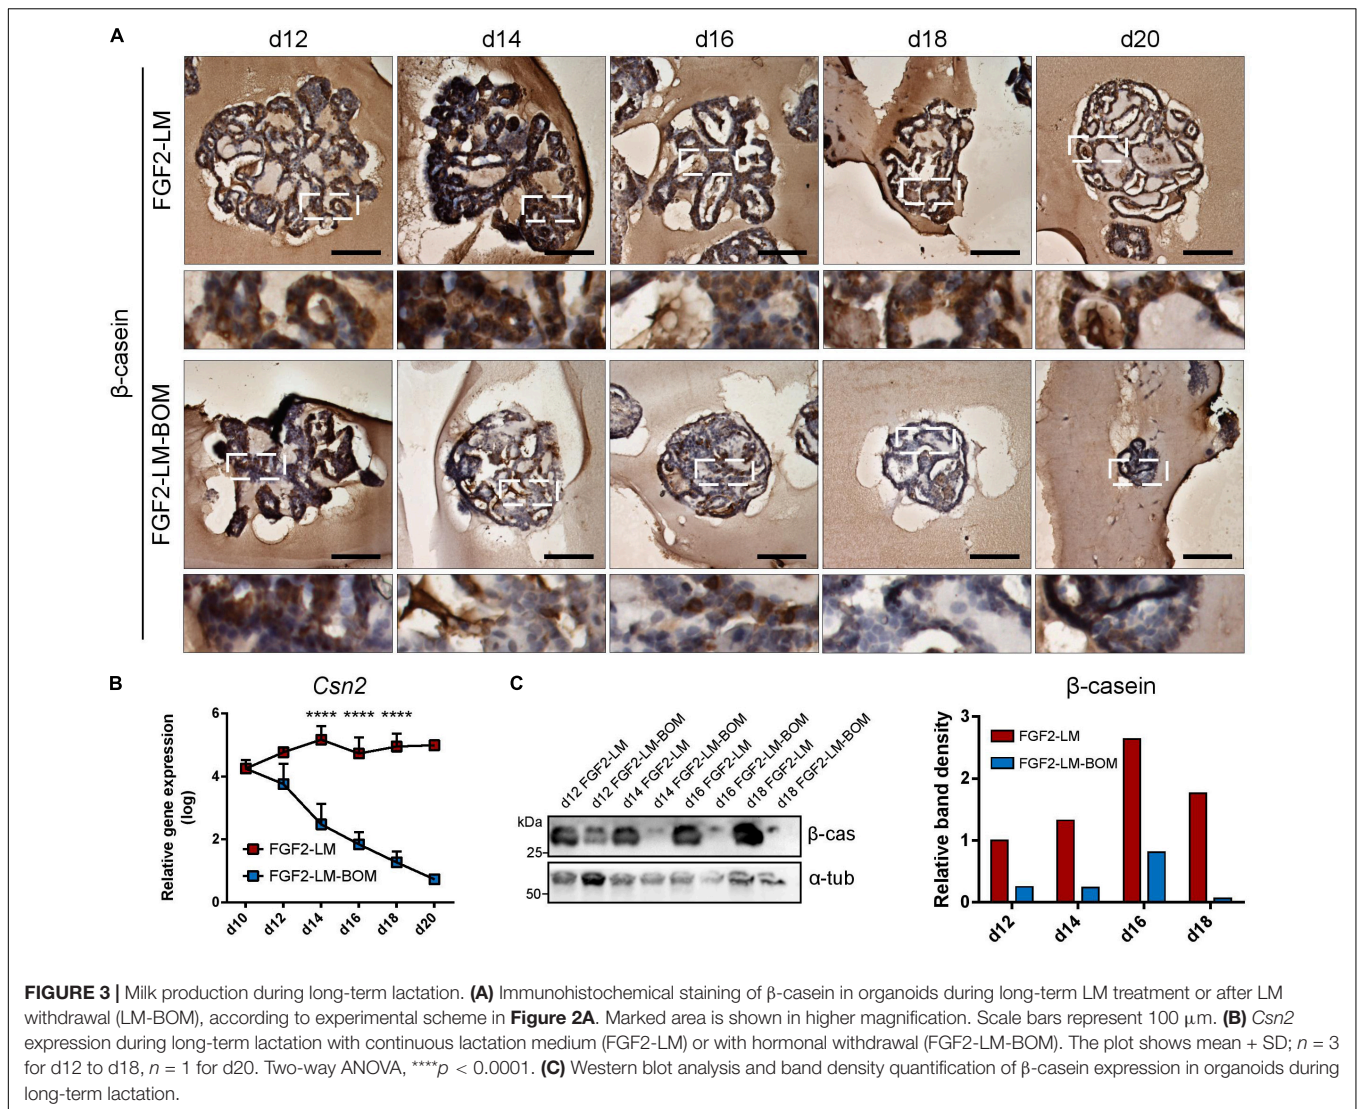 A
d12
d14
d16
d18
d20
β-casein
FGF2-LM
FGF2-LM-BOM
B
Csn2
Relative gene expression
(log)
6
4
2
0
****
****
****
FGF2-LM
FGF2-LM-BOM
d10
d12
d14
d16
d18
d20
C
d12 FGF2-LM
d12 FGF2-LM-BOM
d14 FGF2-LM
d14 FGF2-LM-BOM
d16 FGF2-LM
d16 FGF2-LM-BOM
d18 FGF2-LM
d18 FGF2-LM-BOM
kDa
25
50
β-cas
α-tub
β-casein
Relative band density
3
2
1
0
FGF2-LM
FGF2-LM-BOM
d12
d14
d16
d18
FIGURE 3 | Milk production during long-term lactation. (A) Immunohistochemical staining of β-casein in organoids during long-term LM treatment or after LM
withdrawal (LM-BOM), according to experimental scheme in Figure 2A. Marked area is shown in higher magnification. Scale bars represent 100 μm. (B) Csn2
expression during long-term lactation with continuous lactation medium (FGF2-LM) or with hormonal withdrawal (FGF2-LM-BOM). The plot shows mean + SD; n = 3
for d12 to d18, n = 1 for d20. Two-way ANOVA, ****p < 0.0001. (C) Western blot analysis and band density quantification of β-casein expression in organoids during
long-term lactation.